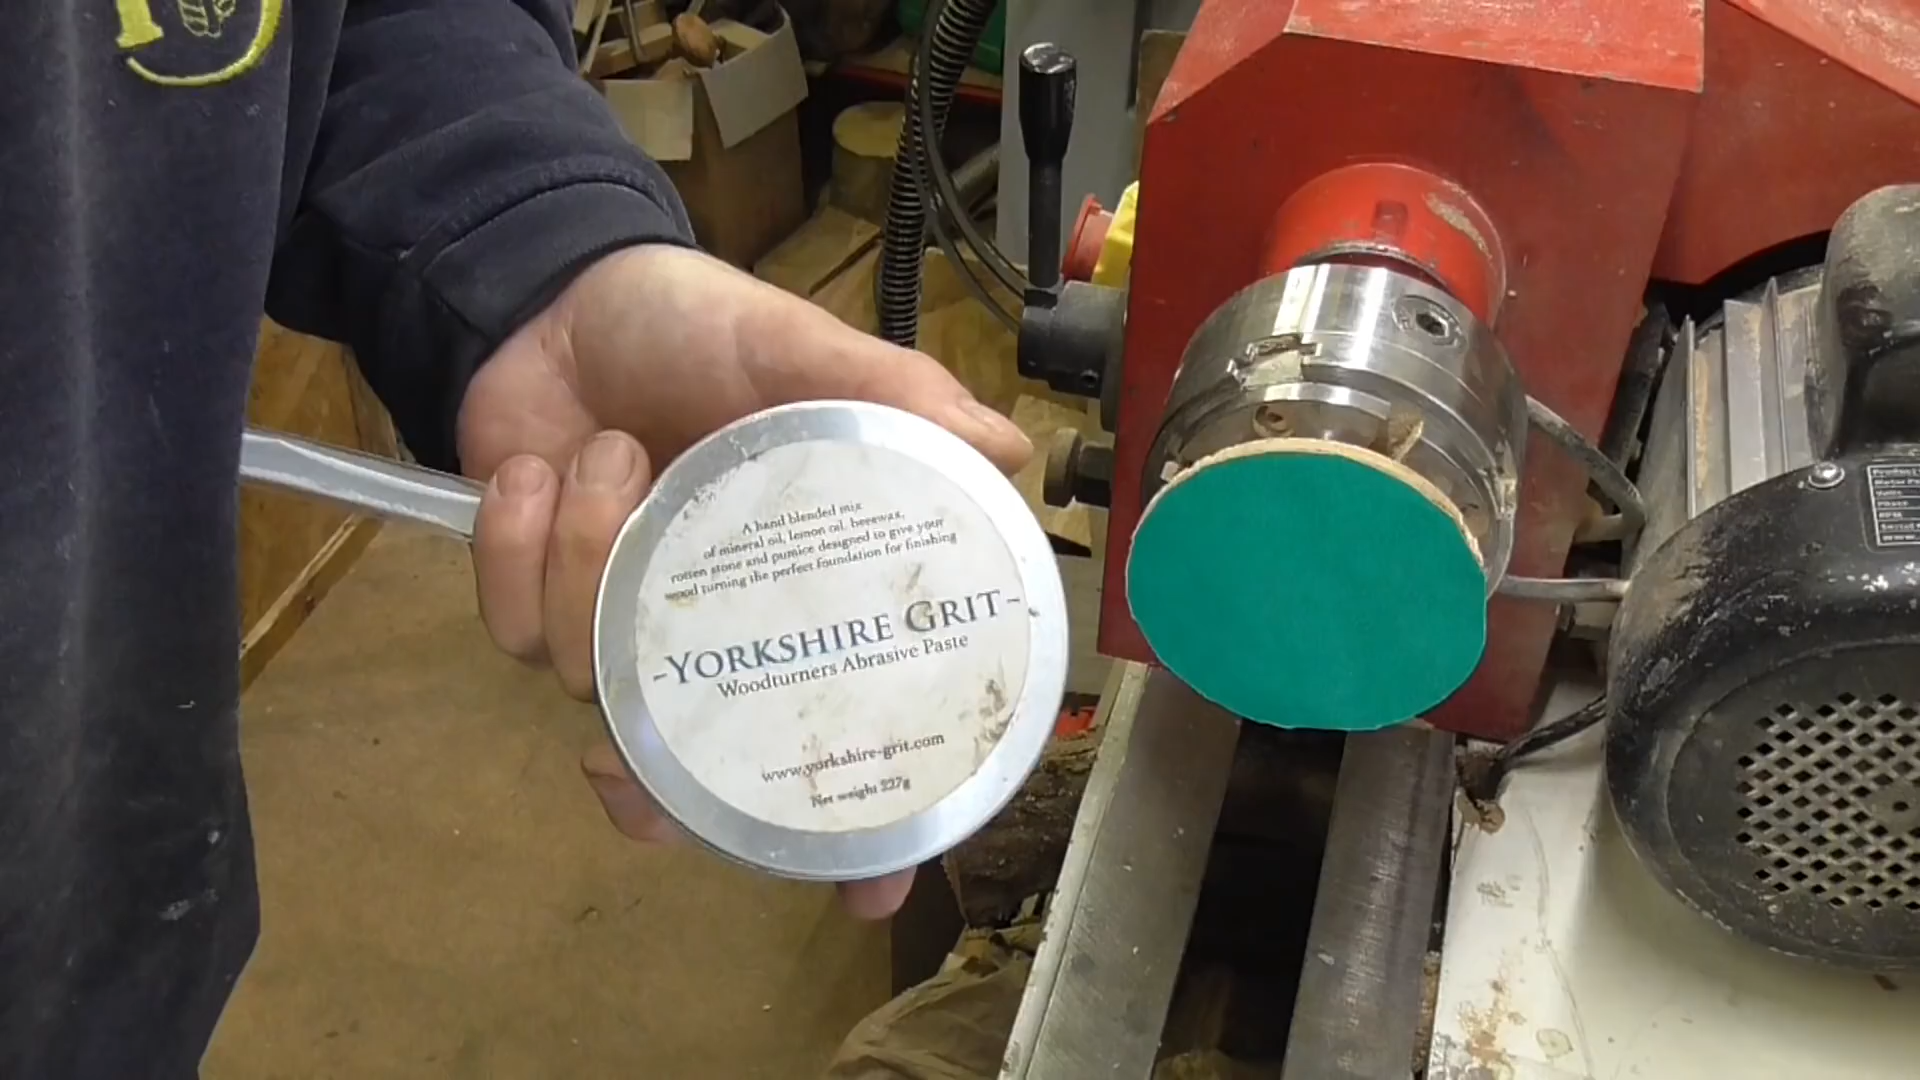 A hand blended mix
of mineral oil, lemon oil, beeswax,
rotten stone and pumice designed to give your
wood turning the perfect foundation for finishing
-YORKSHIRE GRIT-
Woodturners Abrasive Paste
www.yorkshire-grit.com
Net weight 227g